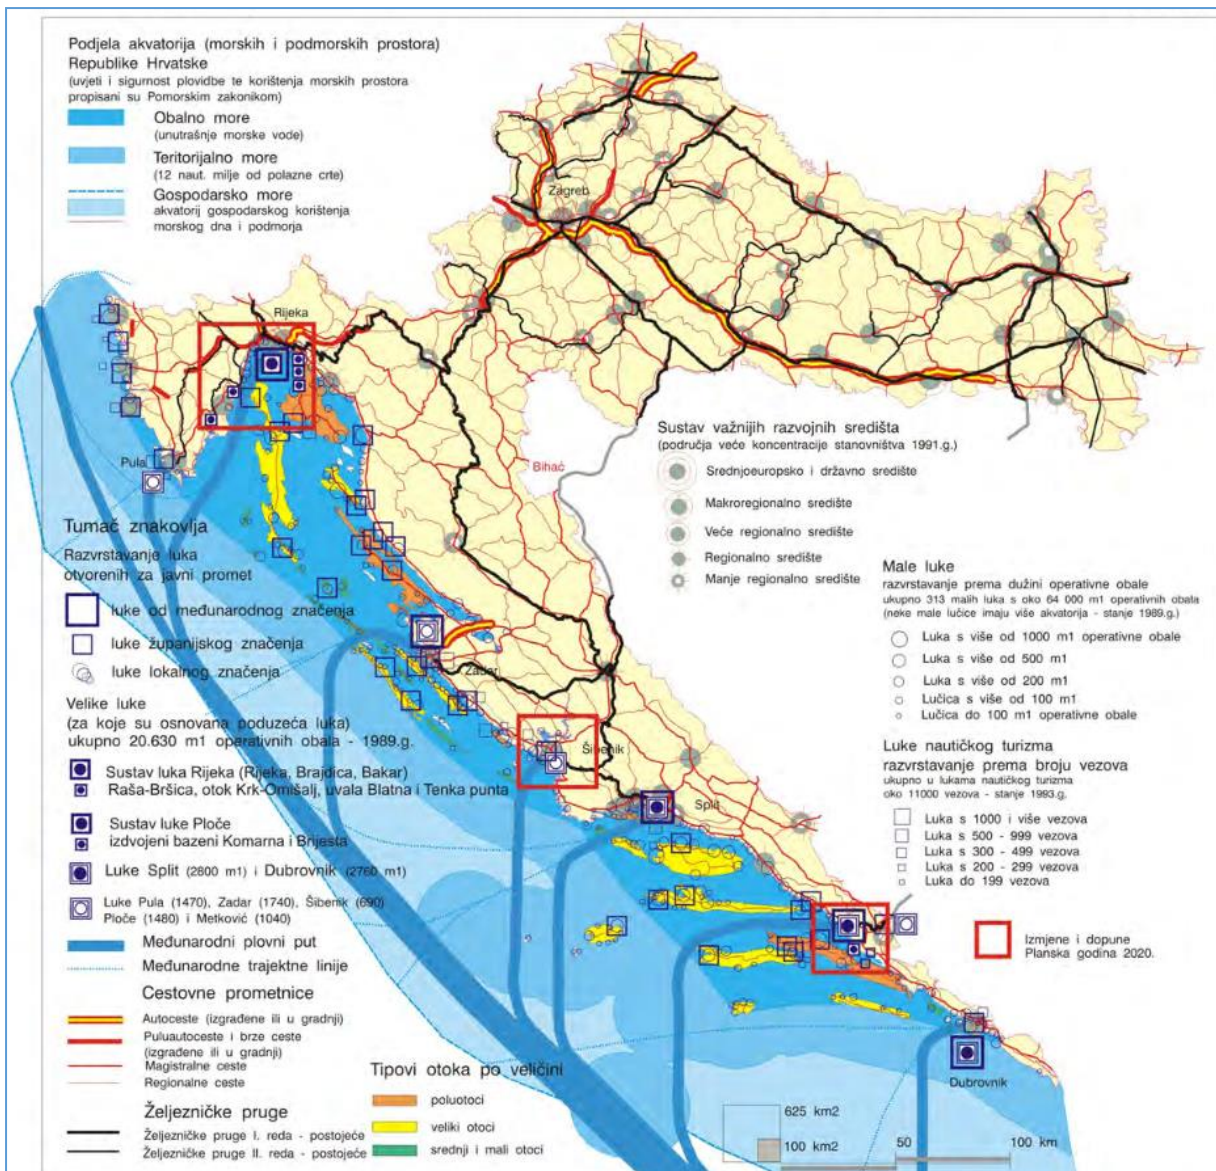 Podjela akvatorija (morskih i podmorskih prostora)
Republike Hrvatske
(uvjeti i sigurnost plovidbe te korištenja morskih prostora
propisani su Pomorskim zakonikom)
Obalno more
(unutrašnje morske vode)
Teritorijalno more
(12 naut. milje od polazne crte)
Gospodarsko more
akvatorij gospodarskog korištenja
morskog dna i podmorja
Zagreb
Rijeka
Pula
Bihać
Zadar
Šibenik
Split
Dubrovnik
Sustav važnijih razvojnih središta
(područja veće koncentracije stanovništva 1991.g.)
Srednjoeuropsko i državno središte
Makroregionalno središte
Veće regionalno središte
Regionalno središte
Manje regionalno središte
Tumač znakovlja
Razvrstavanje luka
otvorenih za javni promet
luke od međunarodnog značenja
luke županijskog značenja
luke lokalnog značenja
Velike luke
(za koje su osnovana poduzeća luka)
ukupno 20.630 m1 operativnih obala - 1989.g.
Sustav luka Rijeka (Rijeka, Brajdica, Bakar)
Raša-Bršica, otok Krk-Omišalj, uvala Blatna i Tenka punta
Sustav luke Ploče
izdvojeni bazeni Komarna i Brijesta
Luke Split (2800 m1) i Dubrovnik (2760 m1)
Luke Pula (1470), Zadar (1740), Šibenik (690)
Ploče (1480) i Metković (1040)
Međunarodni plovni put
Međunarodne trajektne linije
Cestovne prometnice
Autoceste (izgrađene ili u gradnji)
Puluautoceste i brze ceste
(izgrađene ili u gradnji)
Magistralne ceste
Regionalne ceste
Željezničke pruge
Željezničke pruge I. reda - postojeće
Željezničke pruge II. reda - postojeće
Tipovi otoka po veličini
poluotoci
veliki otoci
srednji i mali otoci
Male luke
razvrstavanje prema dužini operativne obale
ukupno 313 malih luka s oko 64 000 m1 operativnih obala
(neke male lučice imaju više akvatorija - stanje 1989.g.)
Luka s više od 1000 m1 operativne obale
Luka s više od 500 m1
Luka s više od 200 m1
Lučica s više od 100 m1
Lučica do 100 m1 operativne obale
Luke nautičkog turizma
razvrstavanje prema broju vezova
ukupno u lukama nautičkog turizma
oko 11000 vezova - stanje 1993.g.
Luka s 1000 i više vezova
Luka s 500 - 999 vezova
Luka s 300 - 499 vezova
Luka s 200 - 299 vezova
Luka do 199 vezova
Izmjene i dopune
Planska godina 2020.
625 km2
100 km2
50
100 km